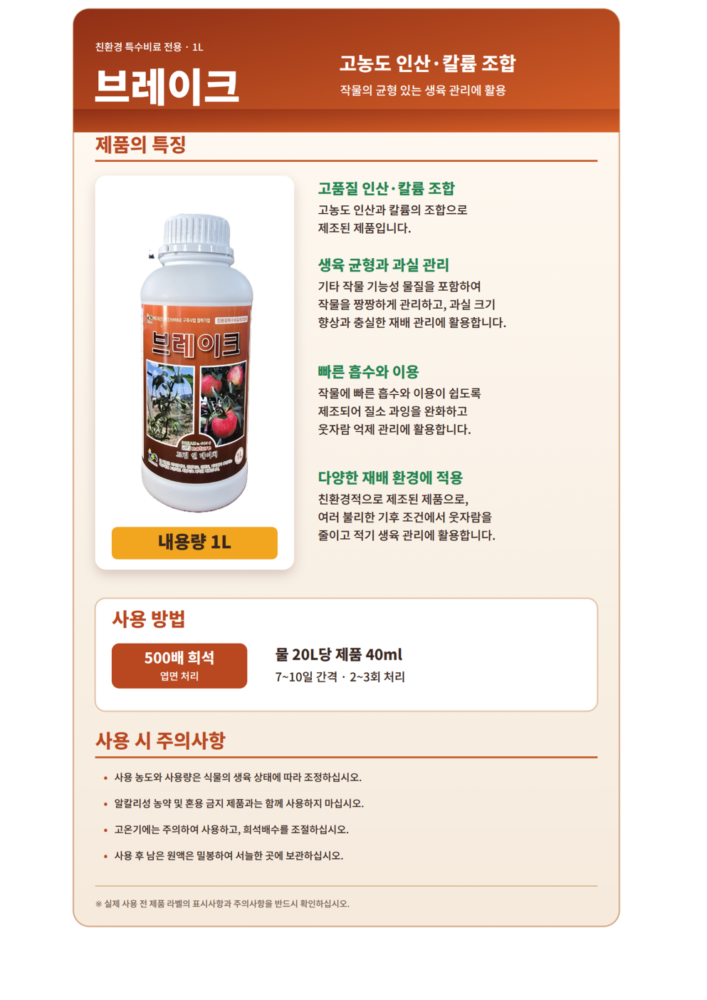 친환경 특수비료 전용 · 1L
브레이크
고농도 인산·칼륨 조합
작물의 균형 있는 생육 관리에 활용
제품의 특징
브레이크
nature
드림 인 네이처
1L
내용량 1L
고품질 인산·칼륨 조합
고농도 인산과 칼륨의 조합으로
제조된 제품입니다.
생육 균형과 과실 관리
기타 작물 기능성 물질을 포함하여
작물을 짱짱하게 관리하고, 과실 크기
향상과 충실한 재배 관리에 활용합니다.
빠른 흡수와 이용
작물에 빠른 흡수와 이용이 쉽도록
제조되어 질소 과잉을 완화하고
웃자람 억제 관리에 활용합니다.
다양한 재배 환경에 적용
친환경적으로 제조된 제품으로,
여러 불리한 기후 조건에서 웃자람을
줄이고 적기 생육 관리에 활용합니다.
사용 방법
500배 희석
엽면 처리
물 20L당 제품 40ml
7~10일 간격 · 2~3회 처리
사용 시 주의사항
• 사용 농도와 사용량은 식물의 생육 상태에 따라 조정하십시오.
• 알칼리성 농약 및 혼용 금지 제품과는 함께 사용하지 마십시오.
• 고온기에는 주의하여 사용하고, 희석배수를 조절하십시오.
• 사용 후 남은 원액은 밀봉하여 서늘한 곳에 보관하십시오.
※ 실제 사용 전 제품 라벨의 표시사항과 주의사항을 반드시 확인하십시오.